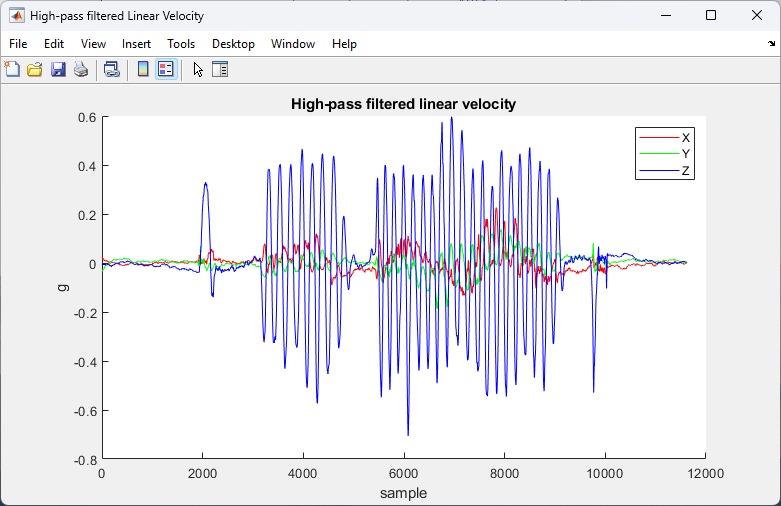 High-pass filtered Linear Velocity
File Edit View Insert Tools Desktop Window Help
High-pass filtered linear velocity
0.6
0.4
0.2
0
-0.2
-0.4
-0.6
-0.8
g
X
Y
Z
0 2000 4000 6000 8000 10000 12000
sample